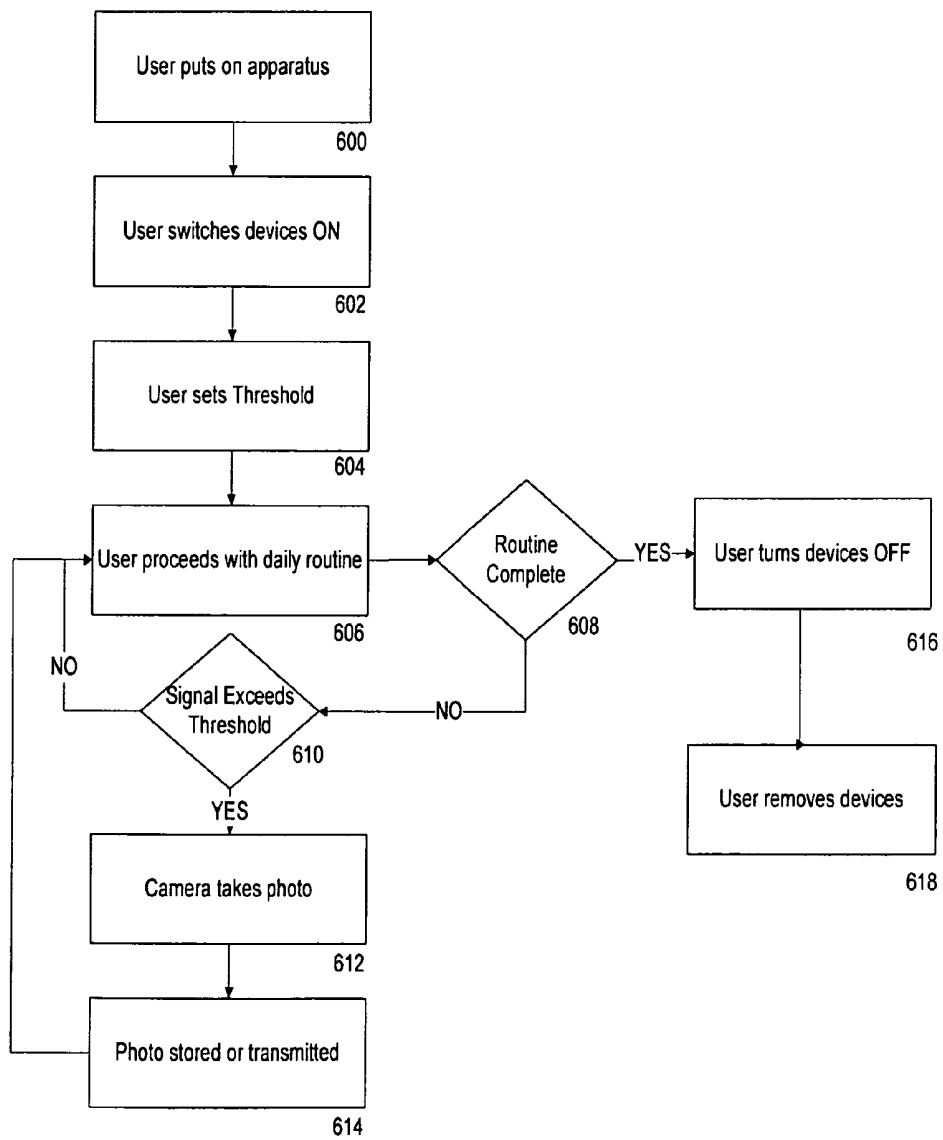 User puts on apparatus
600
User switches devices ON
602
User sets Threshold
604
User proceeds with daily routine
606
Routine
Complete
608
YES
User turns devices OFF
616
User removes devices
618
NO
Signal Exceeds
Threshold
610
NO
YES
Camera takes photo
612
Photo stored or transmitted
614